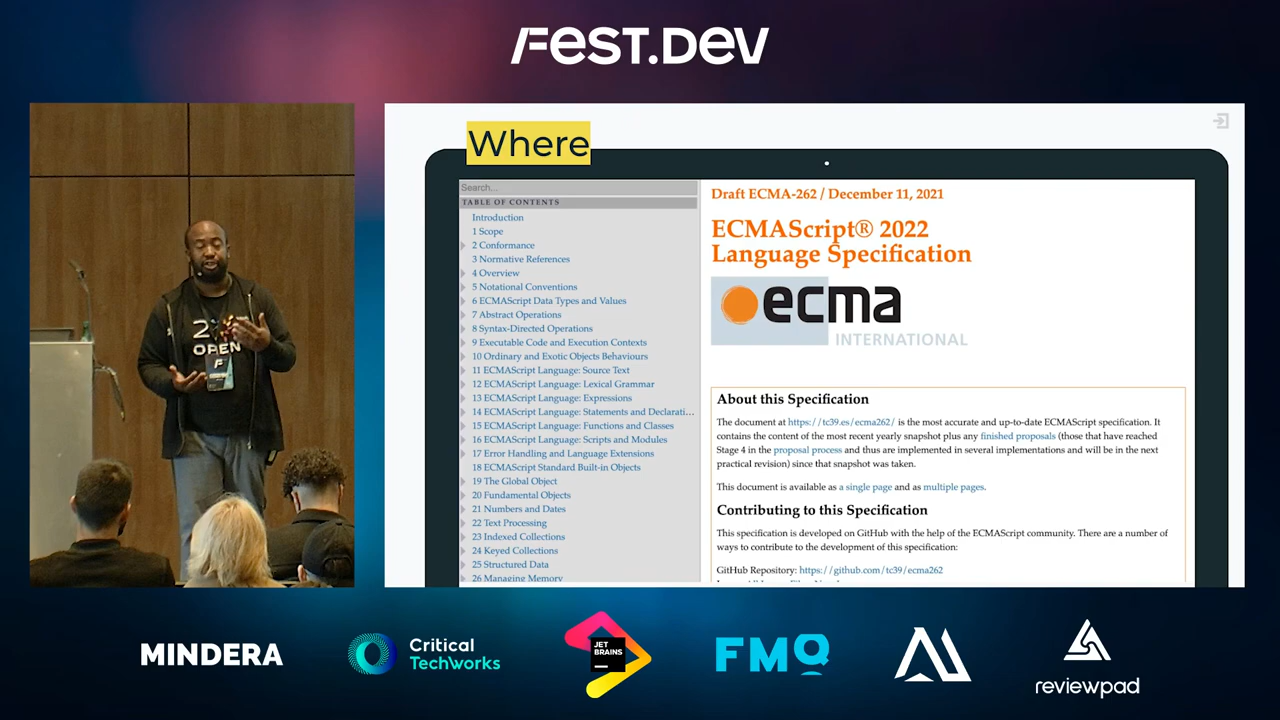 FEST.DEV
Where
Search...
TABLE OF CONTENTS
Introduction
1 Scope
2 Conformance
3 Normative References
4 Overview
5 Notational Conventions
6 ECMAScript Data Types and Values
7 Abstract Operations
8 Syntax-Directed Operations
9 Executable Code and Execution Contexts
10 Ordinary and Exotic Objects Behaviours
11 ECMAScript Language: Source Text
12 ECMAScript Language: Lexical Grammar
13 ECMAScript Language: Expressions
14 ECMAScript Language: Statements and Declarati...
15 ECMAScript Language: Functions and Classes
16 ECMAScript Language: Scripts and Modules
17 Error Handling and Language Extensions
18 ECMAScript Standard Built-in Objects
19 The Global Object
20 Fundamental Objects
21 Numbers and Dates
22 Text Processing
23 Indexed Collections
24 Keyed Collections
25 Structured Data
26 Managing Memory
Draft ECMA-262 / December 11, 2021
ECMAScript® 2022
Language Specification
ecma
INTERNATIONAL
About this Specification
The document at https://tc39.es/ecma262/ is the most accurate and up-to-date ECMAScript specification. It
contains the content of the most recent yearly snapshot plus any finished proposals (those that have reached
Stage 4 in the proposal process and thus are implemented in several implementations and will be in the next
practical revision) since that snapshot was taken.
This document is available as a single page and as multiple pages.
Contributing to this Specification
This specification is developed on GitHub with the help of the ECMAScript community. There are a number of
ways to contribute to the development of this specification:
GitHub Repository: https://github.com/tc39/ecma262
OPEN
MINDERA
Critical
TechWorks
JET
BRAINS
FMQ
reviewpad